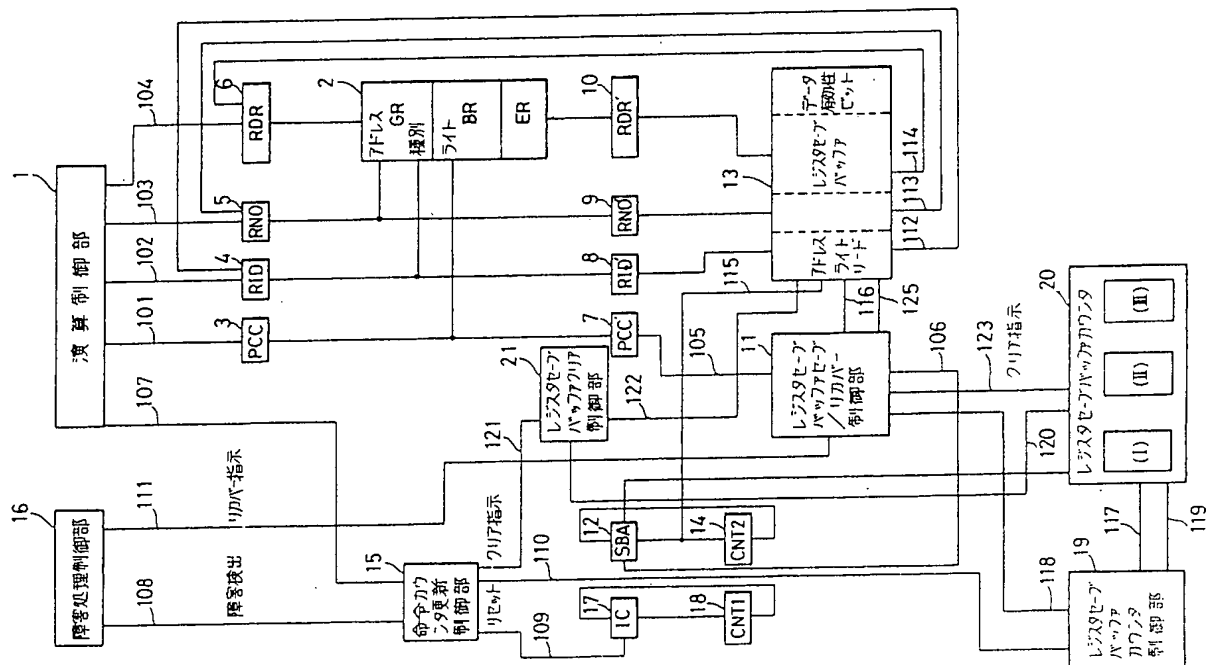 1
演算制御部
16
障害処理制御部
107
101
102
103
104
111
リカバー指示
108
障害検出
3
PCC
4
RID
5
RNO
6
RDR
2
アドレス
GR
種別
ライト
BR
ER
15
命令カウ
ンタ更新
制御部
クリア指示
121
リセット
109
110
21
レジスタセーブ
バッファクリア
制御部
122
7
PCC'
8
RID'
9
RNO'
10
RDR'
105
115
17
IC
18
CNT1
12
SBA
14
CNT2
11
レジスタセーブ
バッファセーブ
/リカバー
制御部
116
125
13
アドレス
ライト
リード
レジスタセーブ
バッファ
データ
有効性
ビット
112
113
114
106
123
クリア指示
120
118
19
レジスタセーブ
バッファ
カウンタ
制御部
117
119
20
レジスタセーブバッファカウンタ
(I)
(II)
(III)